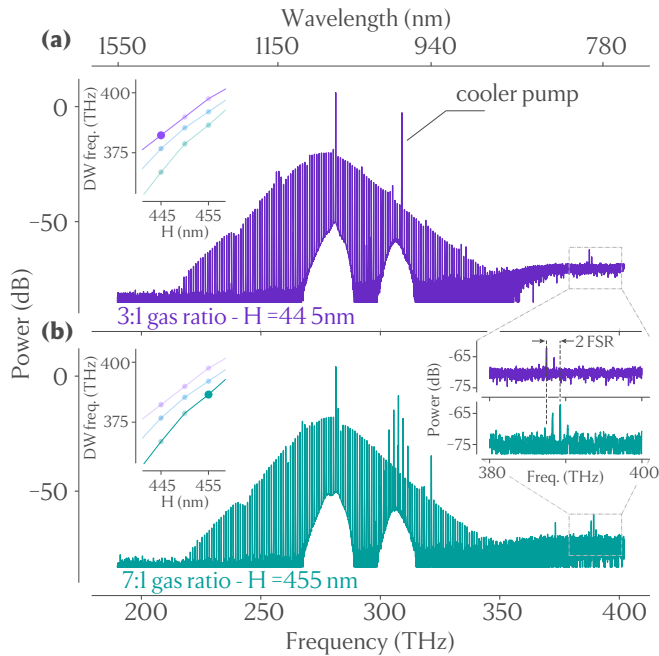 Wavelength (nm)
(a)
1550 1150 940 780
cooler pump
0
−50
DW freq. (THz)
400
375
445 455
H (nm)
3:1 gas ratio - H =44 5nm
Power (dB)
(b)
0
−50
DW freq. (THz)
400
375
445 455
H (nm)
2 FSR
Power (dB)
-65
-75
-65
-75
380 400
Freq. (THz)
7:1 gas ratio - H =455 nm
200 250 300 350 400
Frequency (THz)